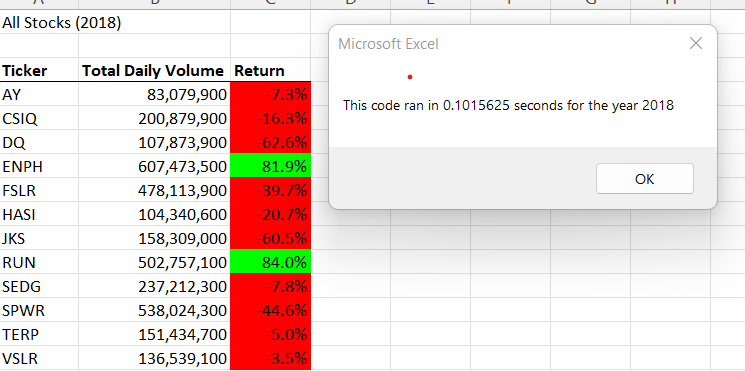 All Stocks (2018)
Microsoft Excel
This code ran in 0.1015625 seconds for the year 2018
OK
Ticker Total Daily Volume Return
AY 83,079,900 -7.3%
CSIQ 200,879,900 -16.3%
DQ 107,873,900 -62.6%
ENPH 607,473,500 81.9%
FSLR 478,113,900 -39.7%
HASI 104,340,600 -20.7%
JKS 158,309,000 -60.5%
RUN 502,757,100 84.0%
SEDG 237,212,300 -7.8%
SPWR 538,024,300 -44.6%
TERP 151,434,700 -5.0%
VSLR 136,539,100 -3.5%